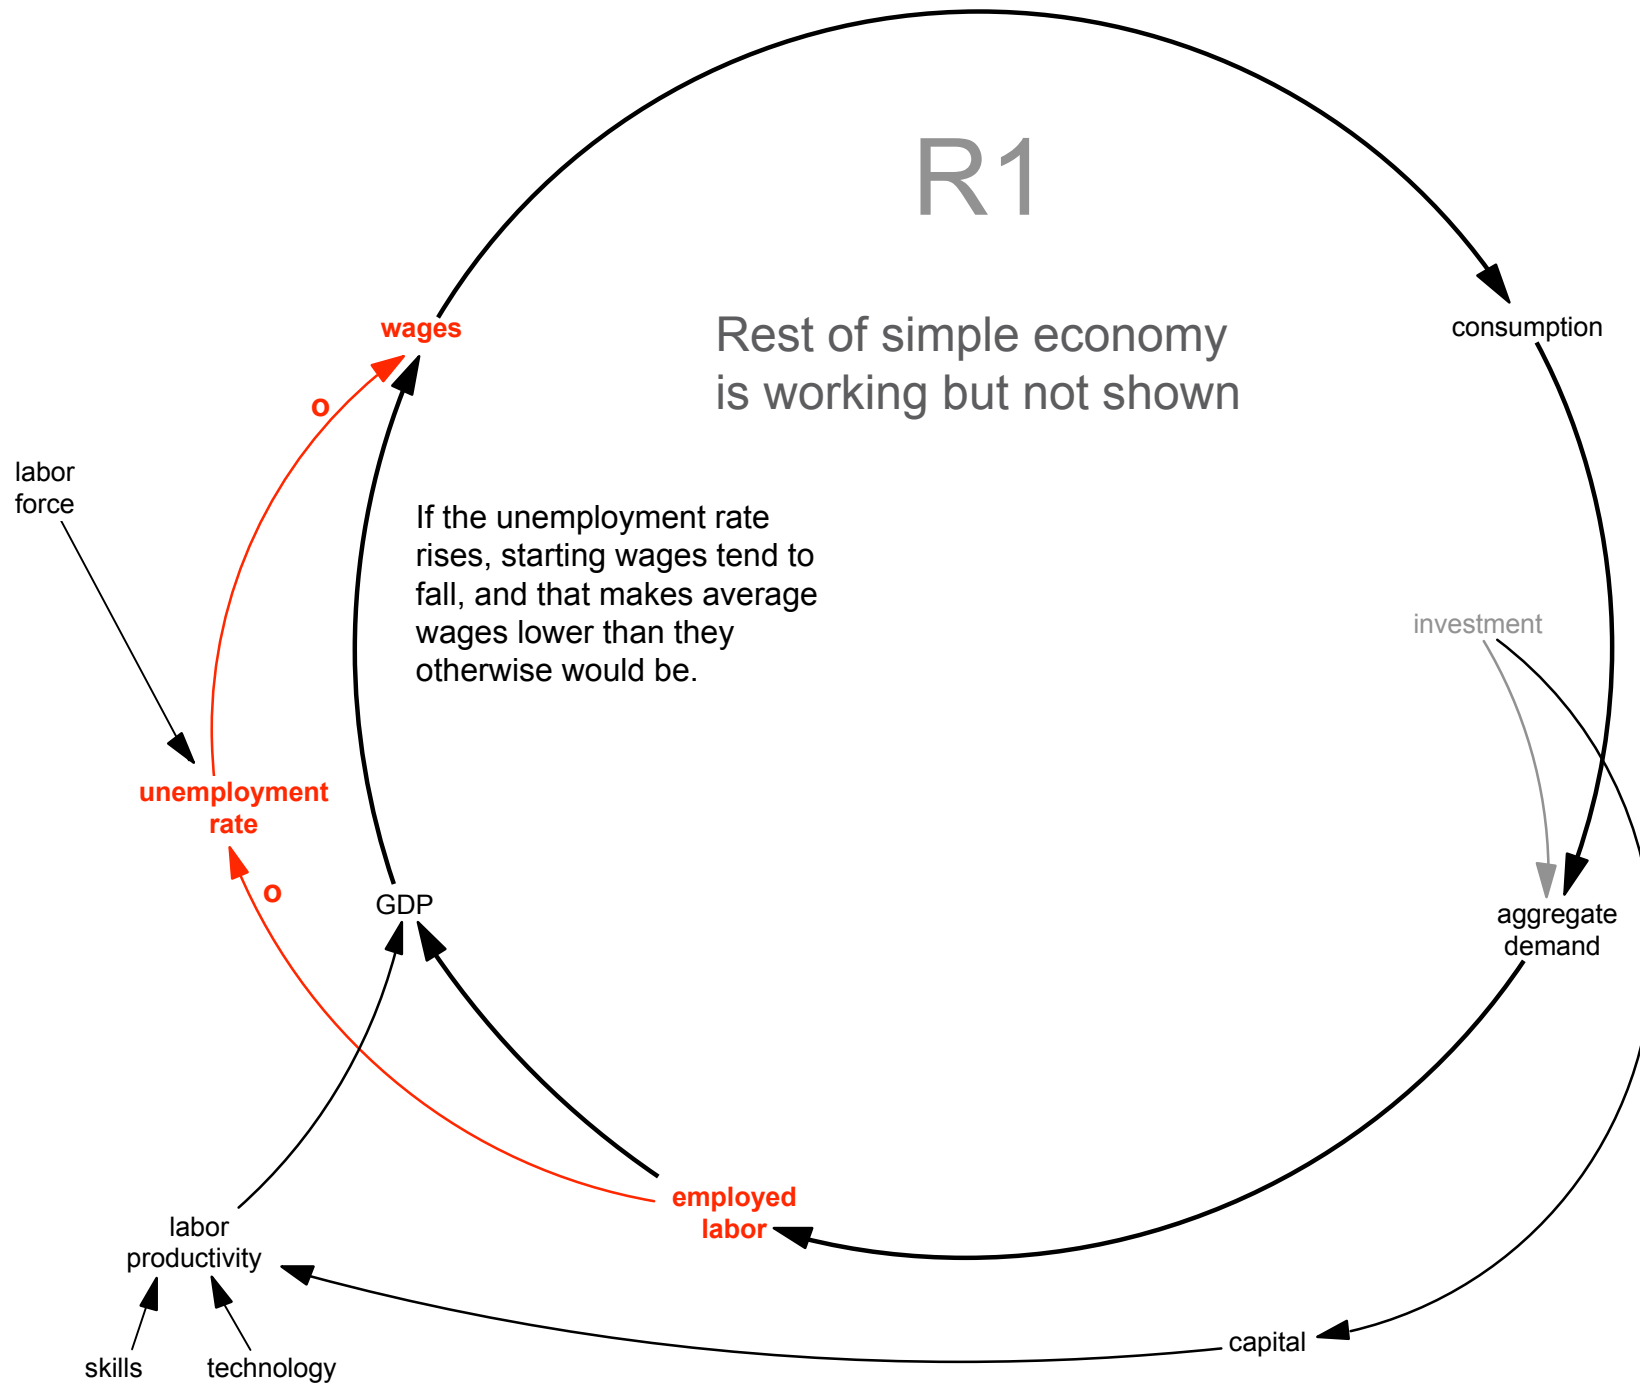 R1
Rest of simple economy
is working but not shown
wages
consumption
o
labor
force
If the unemployment rate
rises, starting wages tend to
fall, and that makes average
wages lower than they
otherwise would be.
investment
unemployment
rate
o
GDP
aggregate
demand
employed
labor
labor
productivity
capital
skills
technology